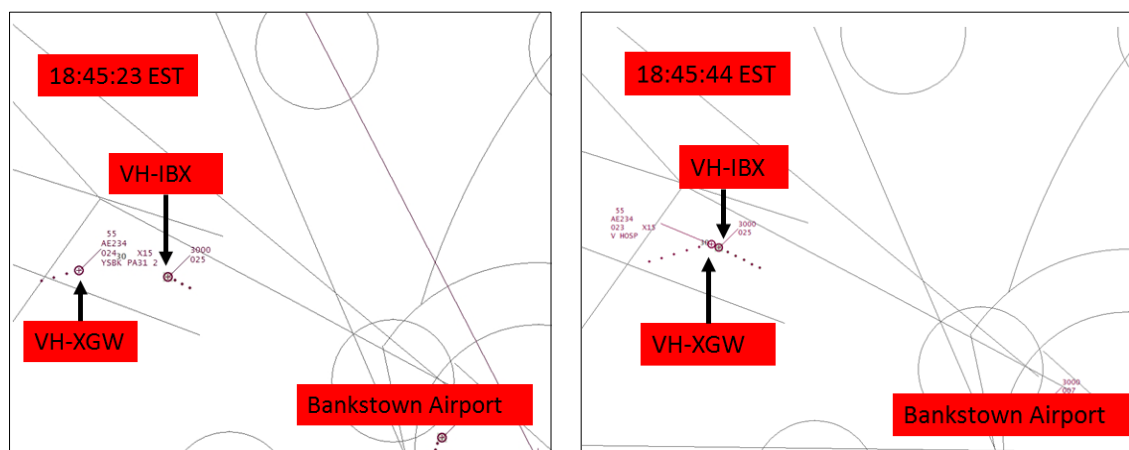 18:45:23 EST
VH-IBX
55
AE234
024 30 X15
YSBK PA31 2
3000
025
VH-XGW
Bankstown Airport
18:45:44 EST
VH-IBX
55
AE234
023 X15
V HOSP
3000
025
VH-XGW
3000
007
Bankstown Airport